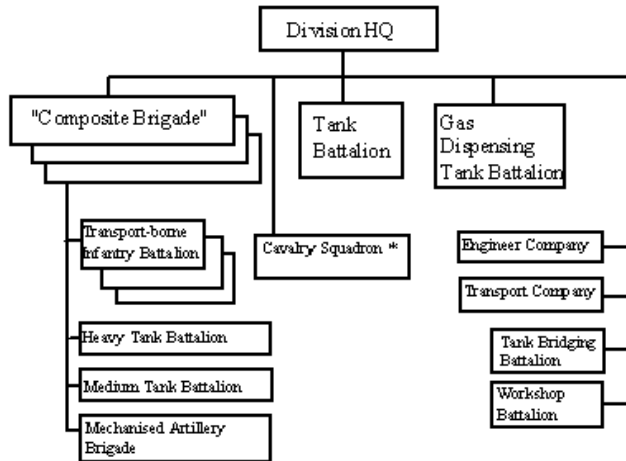 Division HQ
"Composite Brigade"
Tank
Battalion
Gas
Dispensing
Tank Battalion
Transport-borne
Infantry Battalion
Cavalry Squadron *
Engineer Company
Transport Company
Heavy Tank Battalion
Tank Bridging
Battalion
Medium Tank Battalion
Workshop
Battalion
Mechanised Artillery
Brigade